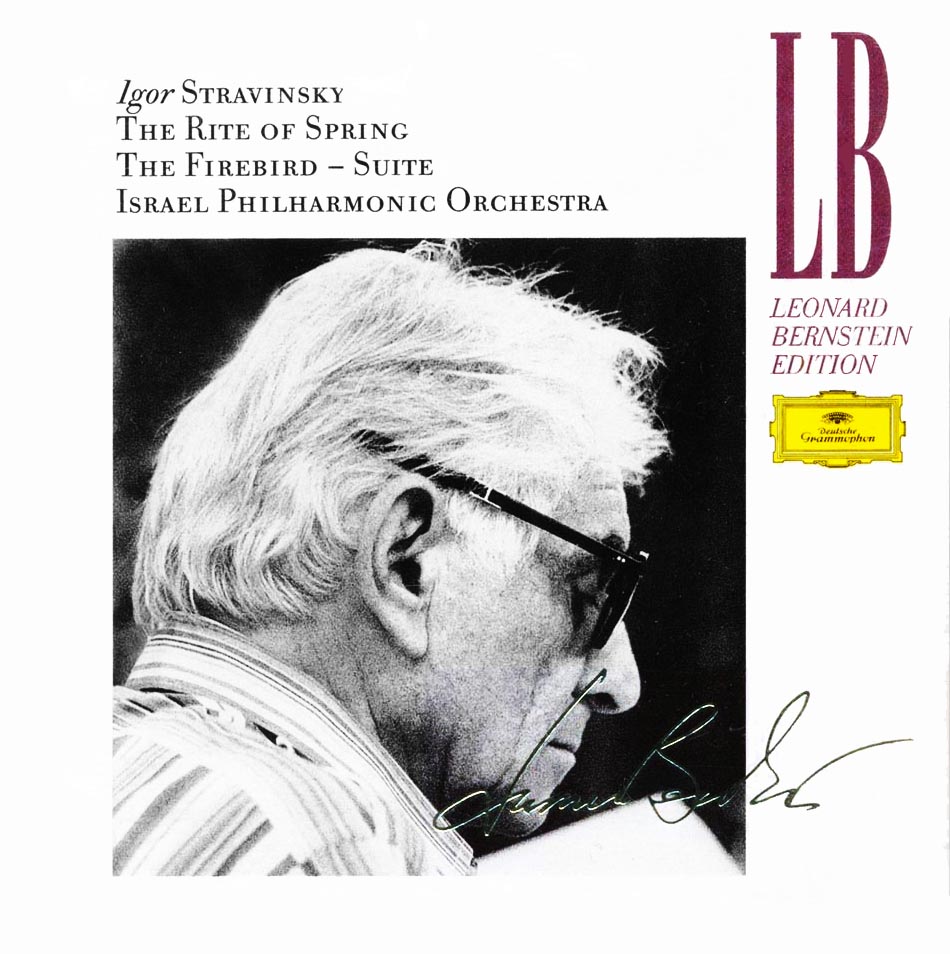 Igor STRAVINSKY
THE RITE OF SPRING
THE FIREBIRD – SUITE
ISRAEL PHILHARMONIC ORCHESTRA
LB
LEONARD
BERNSTEIN
EDITION
Deutsche
Grammophon